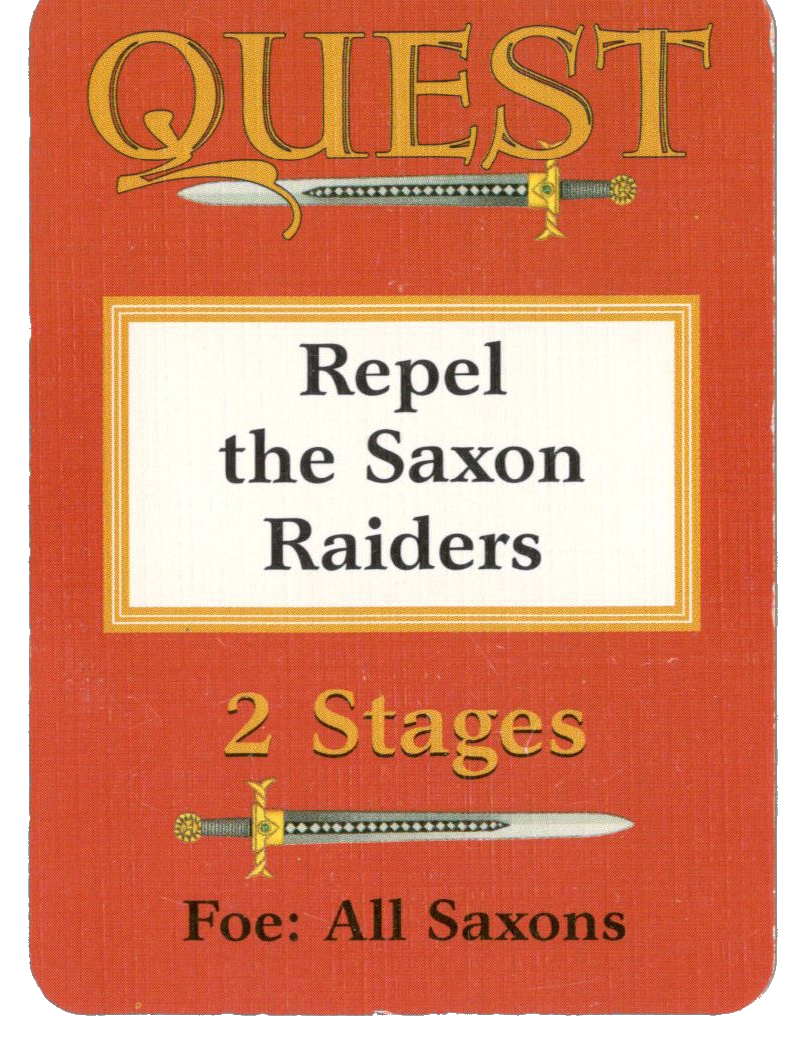 QUEST
Repel
the Saxon
Raiders
2 Stages
Foe: All Saxons